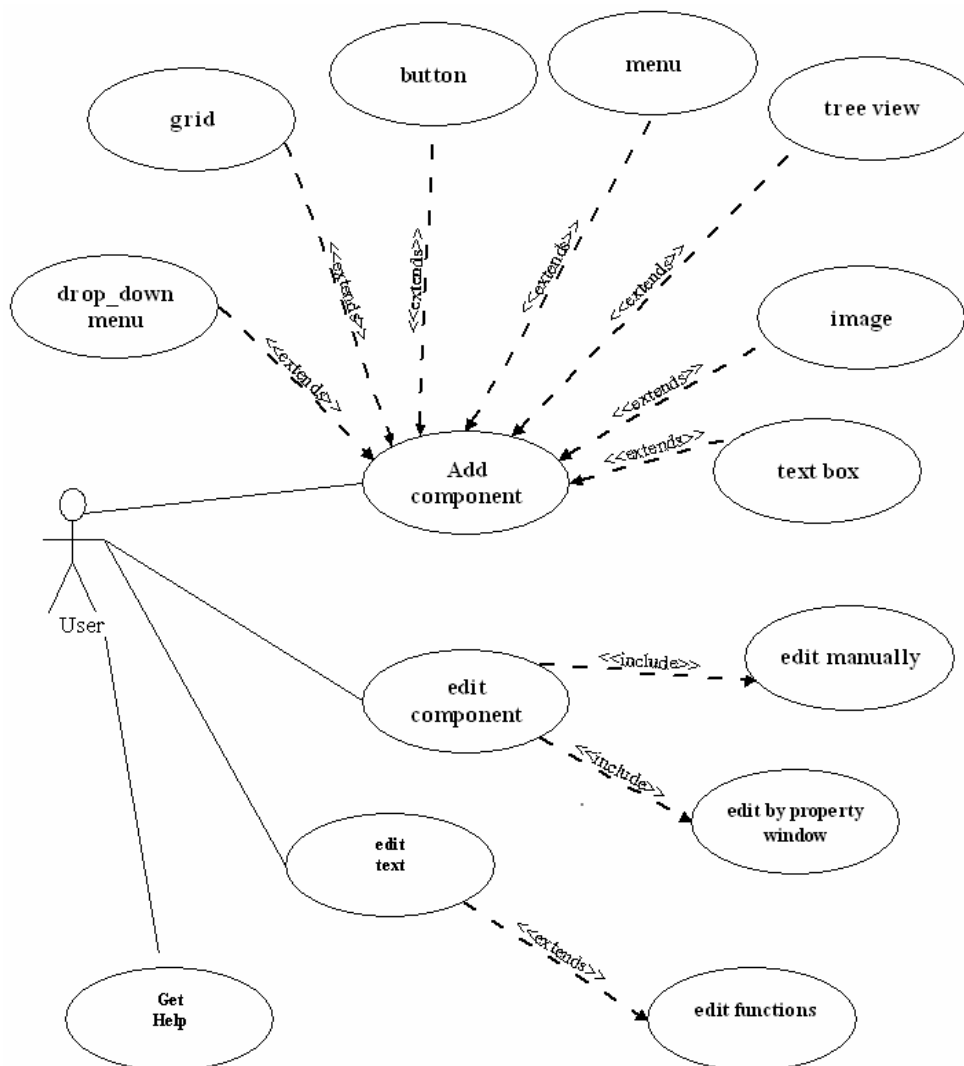 menu
button
tree view
grid
<<extends>>
<<extends>>
<<extends>>
<<extends>>
drop_down
menu
<<extends>>
image
<<extends>>
<<extends>>
text box
Add
component
User
edit manually
<<include>>
edit
component
<<include>>
edit by property
window
edit
text
<<extends>>
Get
Help
edit functions